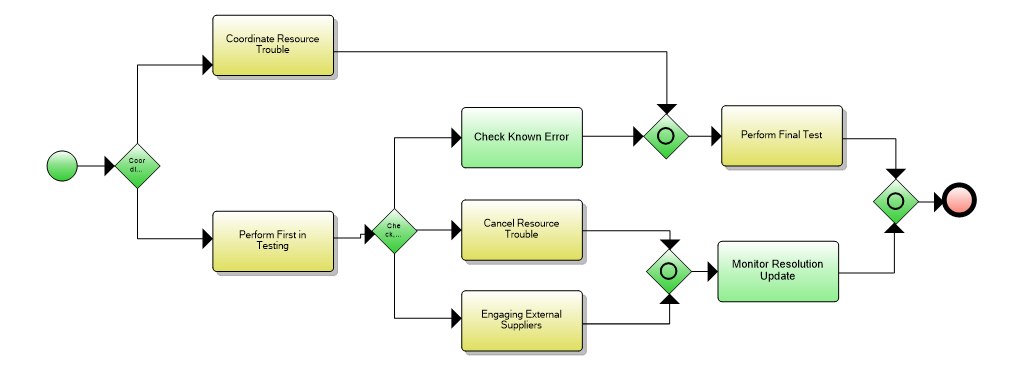 Coordinate Resource
Trouble
Coor
di...
Check Known Error
Perform Final Test
Perform First in
Testing
Che
ck,...
Cancel Resource
Trouble
Monitor Resolution
Update
Engaging External
Suppliers